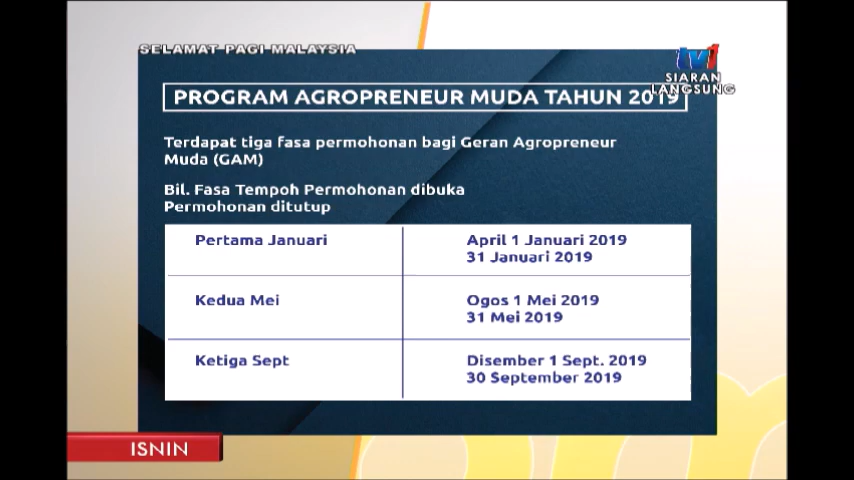 SELAMAT PAGI MALAYSIA
tv1
SIARAN
LANGSUNG
PROGRAM AGROPRENEUR MUDA TAHUN 2019
Terdapat tiga fasa permohonan bagi Geran Agropreneur
Muda (GAM)
Bil. Fasa Tempoh Permohonan dibuka
Permohonan ditutup
Pertama Januari
April 1 Januari 2019
31 Januari 2019
Kedua Mei
Ogos 1 Mei 2019
31 Mei 2019
Ketiga Sept
Disember 1 Sept. 2019
30 September 2019
ISNIN